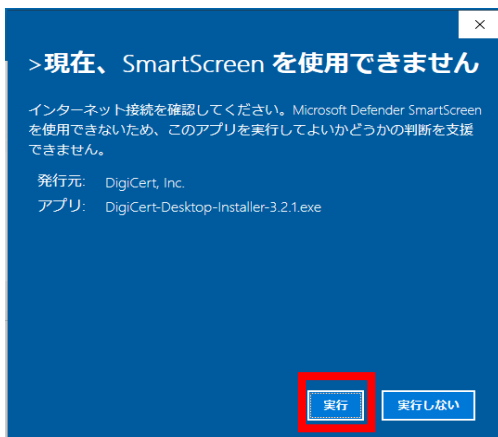 >現在、SmartScreen を使用できません
インターネット接続を確認してください。Microsoft Defender SmartScreen
を使用できないため、このアプリを実行してよいかどうかの判断を支援
できません。
発行元: DigiCert, Inc.
アプリ: DigiCert-Desktop-Installer-3.2.1.exe
実行 実行しない